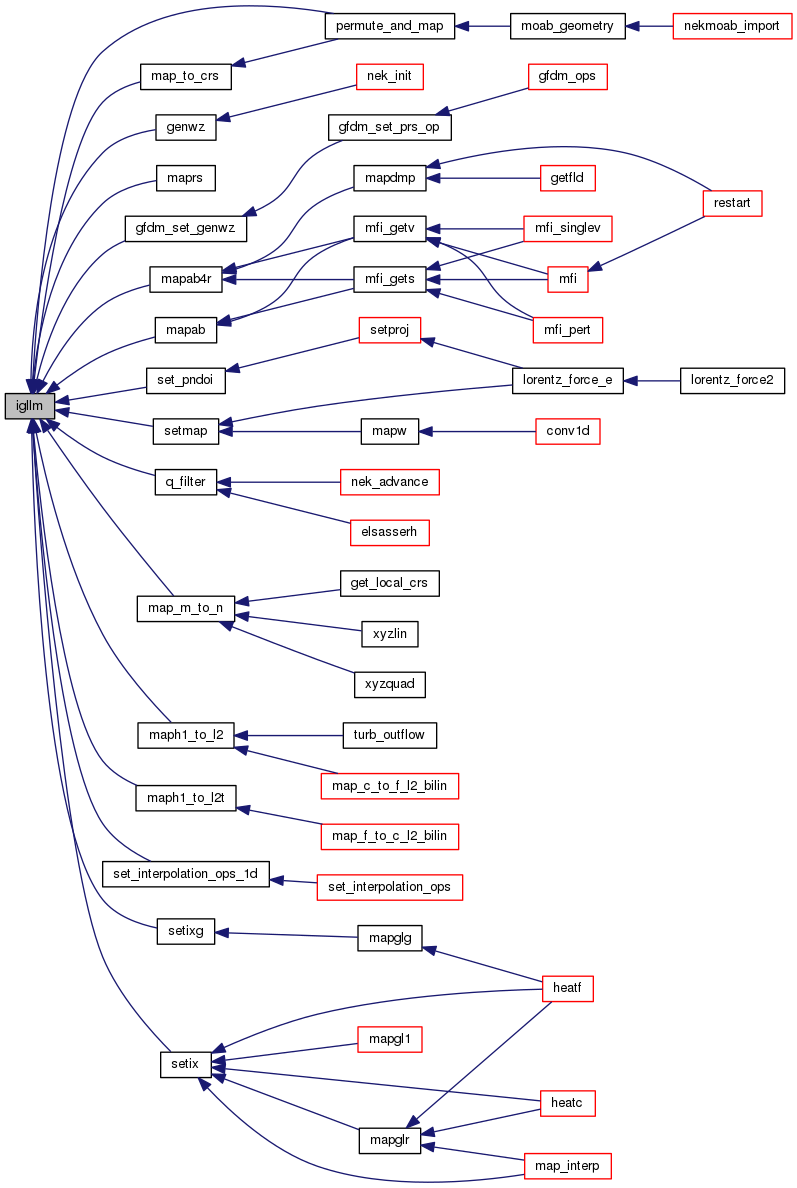 permute_and_map
moab_geometry
nekmoab_import
map_to_crs
nek_init
gfdm_ops
genwz
gfdm_set_prs_op
maprs
mapdmp
getfld
restart
gfdm_set_genwz
mfi_getv
mfi_singlev
mapab4r
mfi_gets
mfi
mapab
setproj
mfi_pert
set_pndoi
lorentz_force_e
lorentz_force2
igllm
setmap
mapw
conv1d
q_filter
nek_advance
elsasserh
get_local_crs
map_m_to_n
xyzlin
xyzquad
maph1_to_l2
turb_outflow
map_c_to_f_l2_bilin
maph1_to_l2t
map_f_to_c_l2_bilin
set_interpolation_ops_1d
set_interpolation_ops
setixg
mapglg
heatf
mapgl1
setix
heatc
mapglr
map_interp